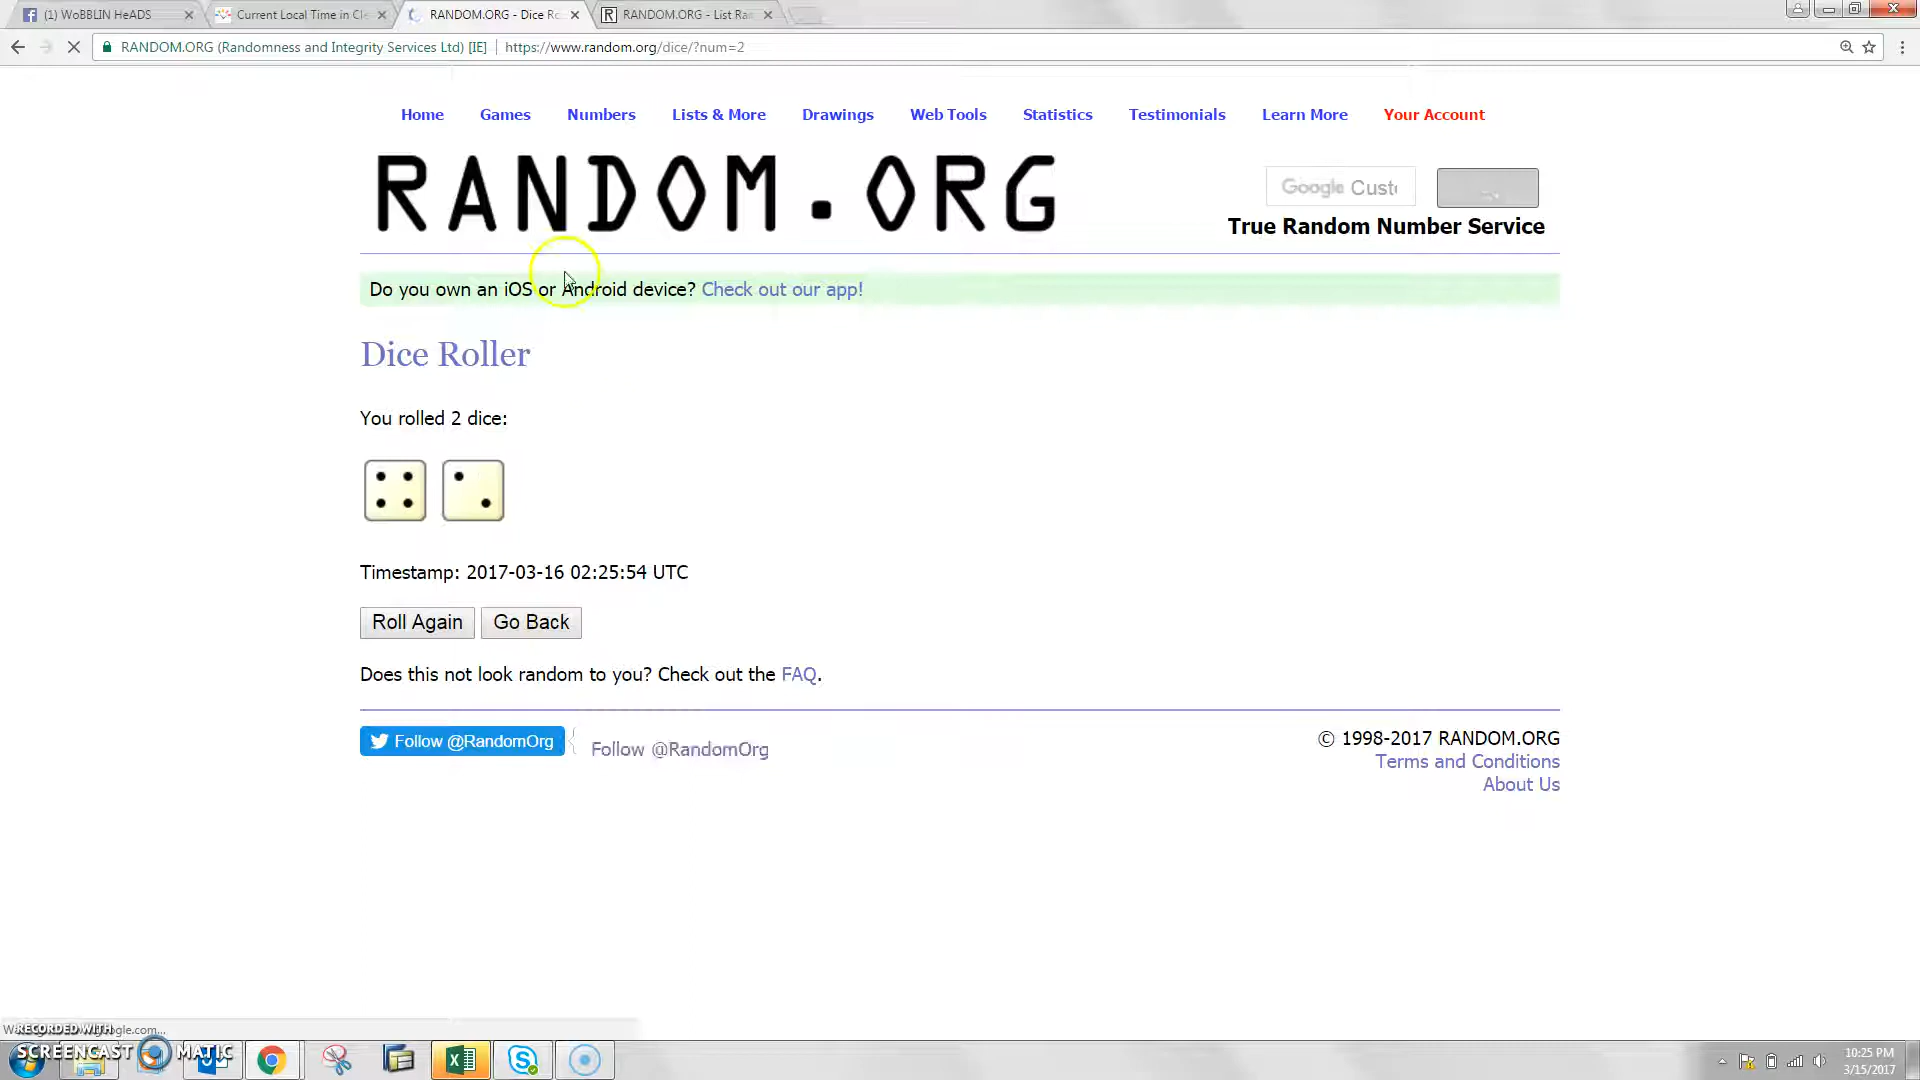 (1) WoBBLIN HeADS
Current Local Time in Cle
RANDOM.ORG - Dice Ro
RANDOM.ORG - List Ra
RANDOM.ORG (Randomness and Integrity Services Ltd) [IE] https://www.random.org/dice/?num=2
Home Games Numbers Lists & More Drawings Web Tools Statistics Testimonials Learn More Your Account
RANDOM.ORG
Google Cust
True Random Number Service
Do you own an iOS or Android device? Check out our app!
Dice Roller
You rolled 2 dice:
Timestamp: 2017-03-16 02:25:54 UTC
Roll Again Go Back
Does this not look random to you? Check out the FAQ.
Follow @RandomOrg
Follow @RandomOrg
© 1998-2017 RANDOM.ORG
Terms and Conditions
About Us
RECORDED WITH
SCREENCAST MATIC
10:25 PM
3/15/2017